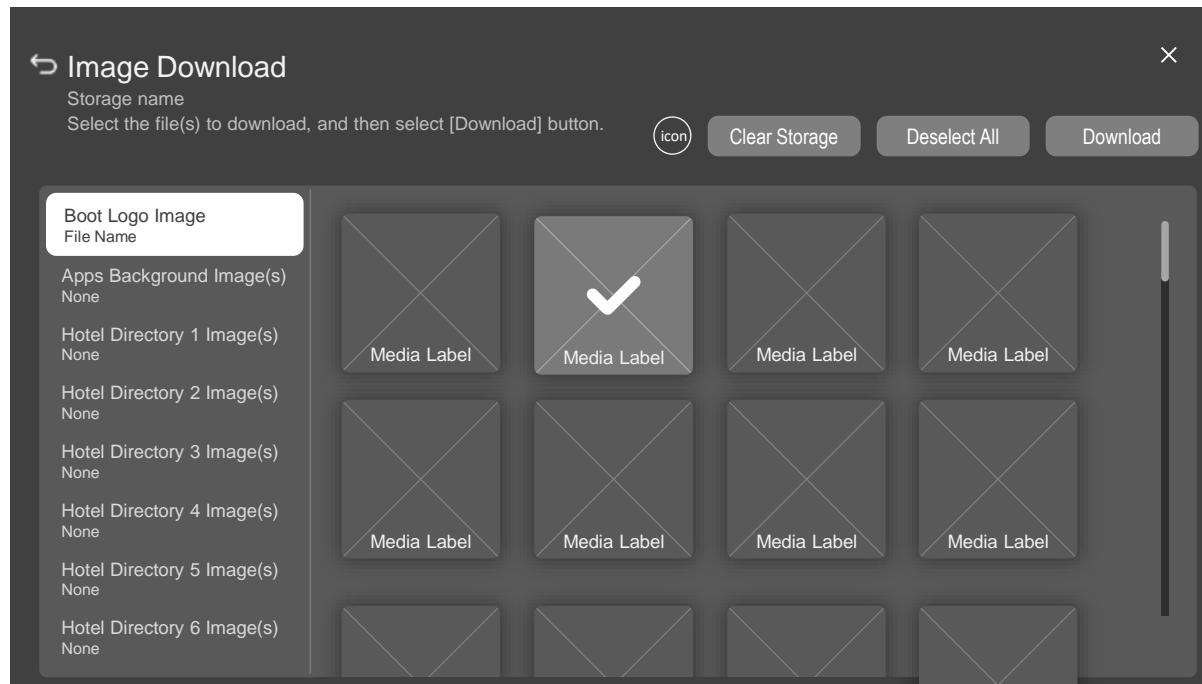 Image Download
Storage name
Select the file(s) to download, and then select [Download] button.
icon
Clear Storage
Deselect All
Download
Boot Logo Image
File Name
Apps Background Image(s)
None
Hotel Directory 1 Image(s)
None
Hotel Directory 2 Image(s)
None
Hotel Directory 3 Image(s)
None
Hotel Directory 4 Image(s)
None
Hotel Directory 5 Image(s)
None
Hotel Directory 6 Image(s)
None
Media Label
Media Label
Media Label
Media Label
Media Label
Media Label
Media Label
Media Label